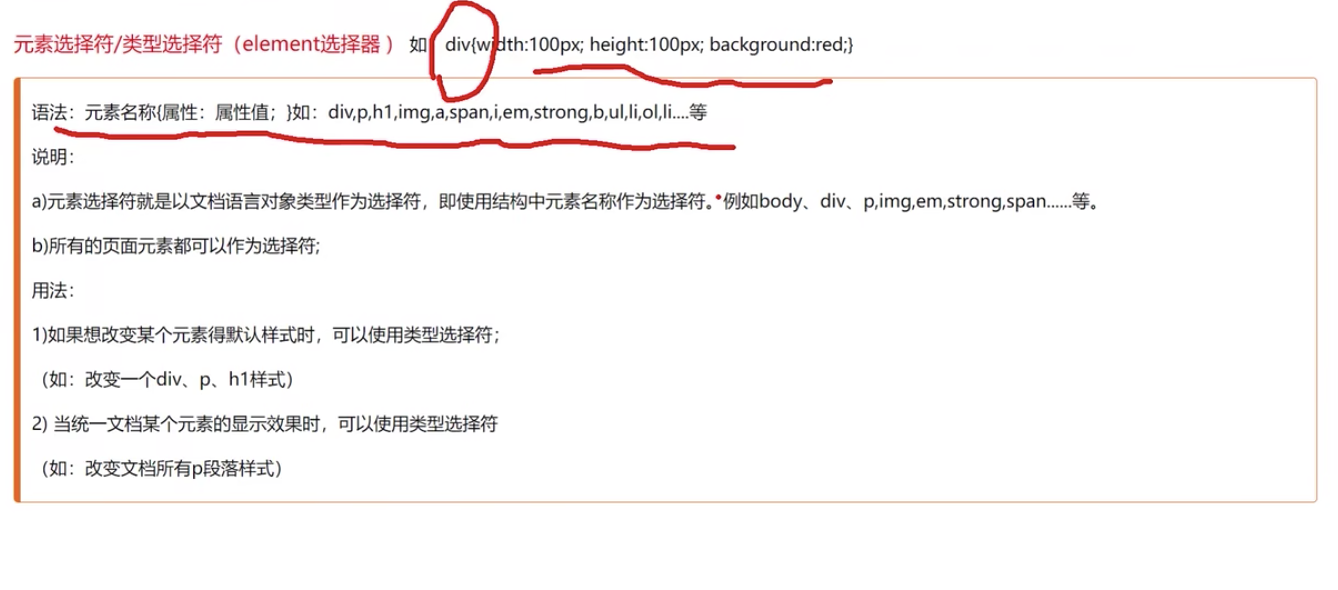 元素选择符/类型选择符（element选择器 ） 如 div{width:100px; height:100px; background:red;}
语法：元素名称{属性：属性值；}如：div,p,h1,img,a,span,i,em,strong,b,ul,li,ol,li....等
说明：
a)元素选择符就是以文档语言对象类型作为选择符，即使用结构中元素名称作为选择符。例如body、div、p,img,em,strong,span......等。
b)所有的页面元素都可以作为选择符;
用法：
1)如果想改变某个元素得默认样式时，可以使用类型选择符；
（如：改变一个div、p、h1样式）
2) 当统一文档某个元素的显示效果时，可以使用类型选择符
（如：改变文档所有p段落样式）